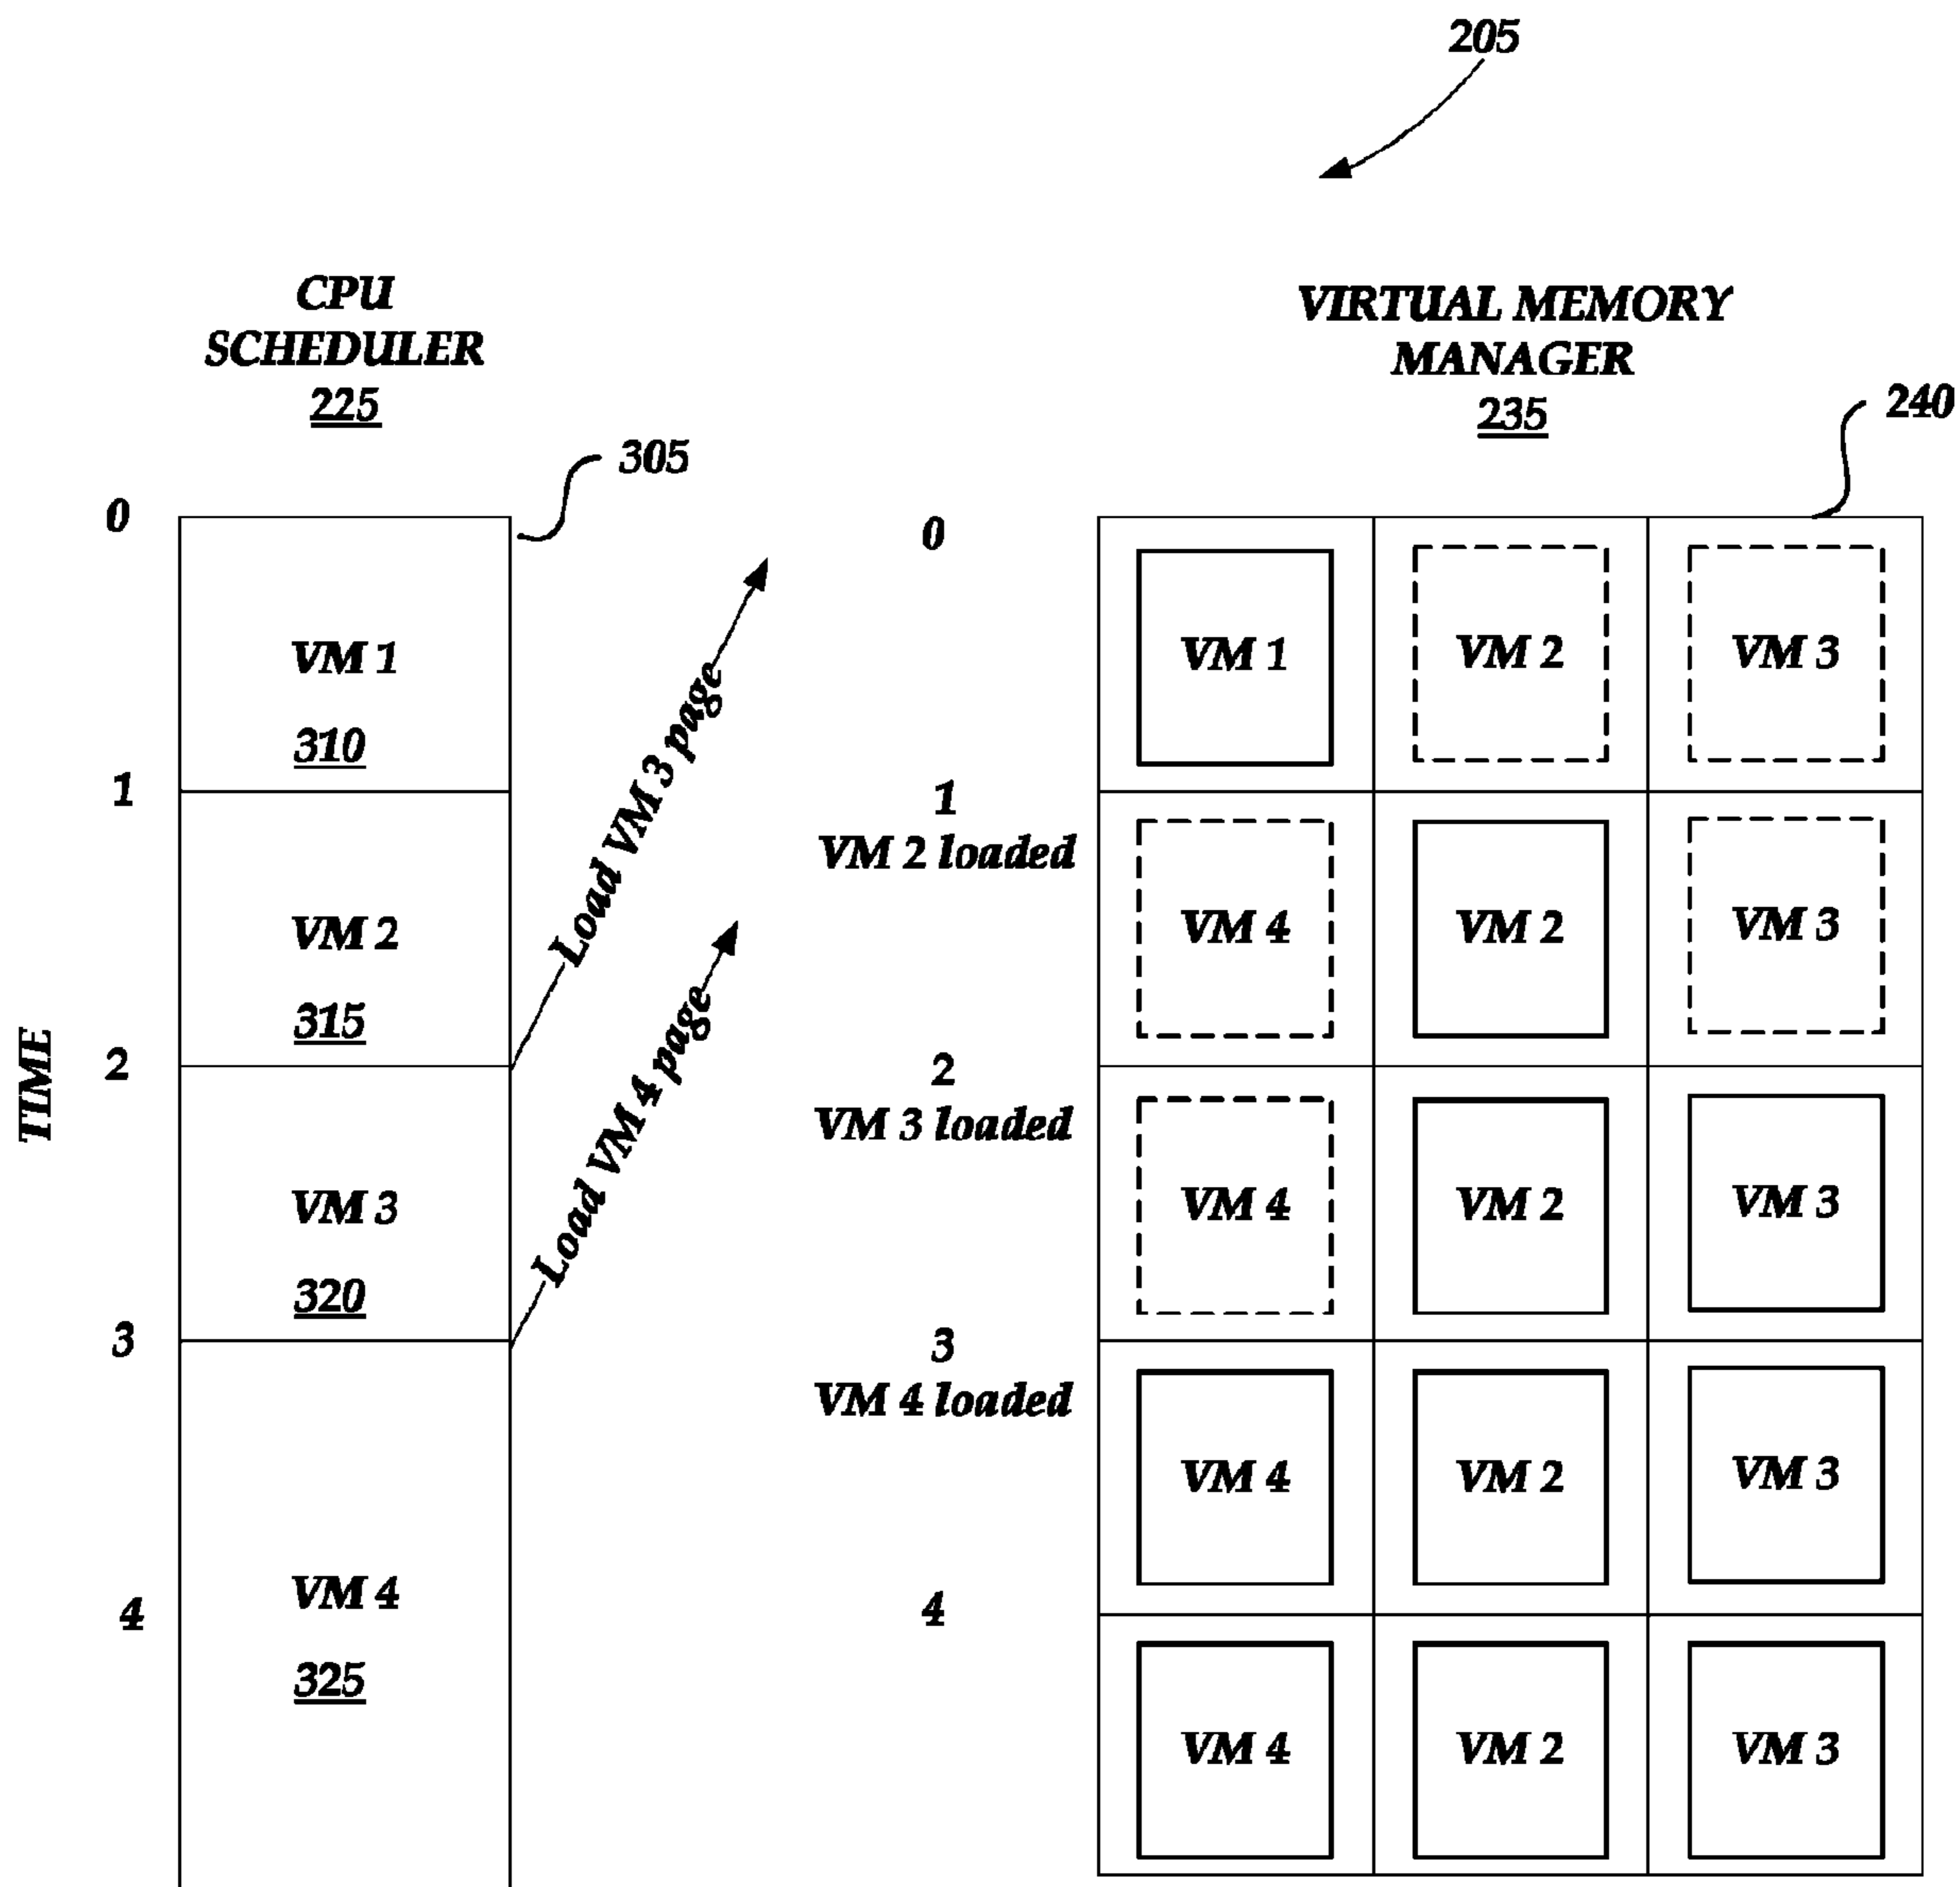 205
CPU
SCHEDULER
225
305
VIRTUAL MEMORY
MANAGER
235
240
TIME
0
VM 1
310
1
VM 2
315
2
VM 3
320
3
VM 4
325
4
Load VM 3 page
Load VM 4 page
0
VM 1
VM 2
VM 3
1
VM 2 loaded
VM 4
VM 2
VM 3
2
VM 3 loaded
VM 4
VM 2
VM 3
3
VM 4 loaded
VM 4
VM 2
VM 3
4
VM 4
VM 2
VM 3